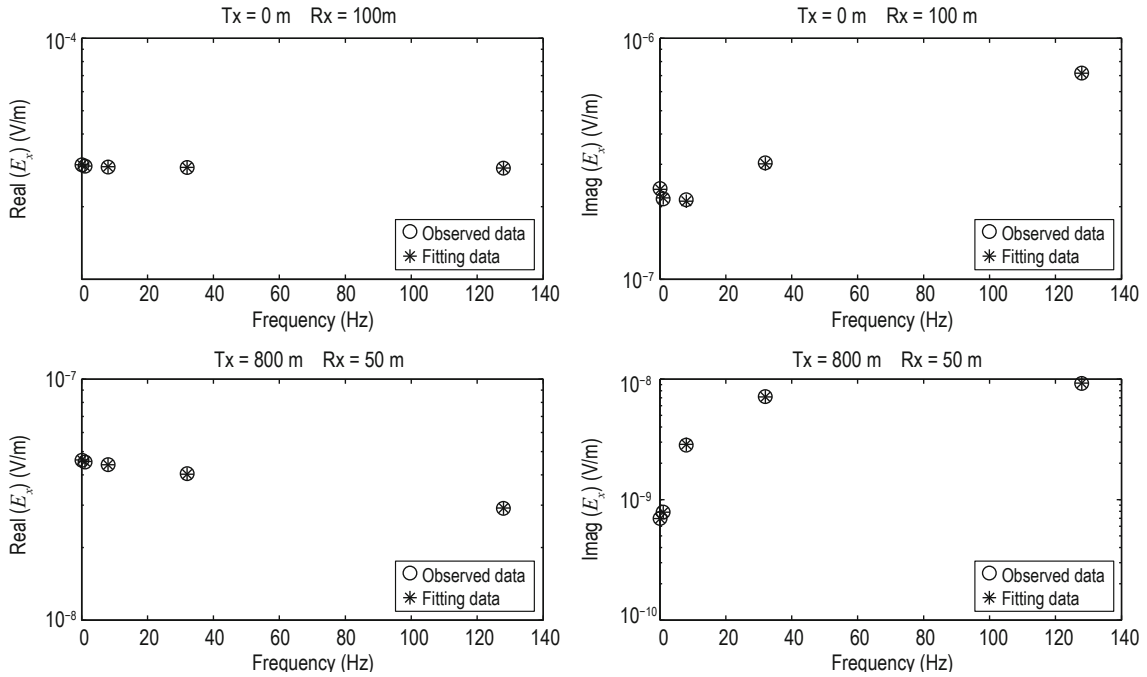 Tx = 0 m Rx = 100m
10⁻⁴
Real (Eₓ) (V/m)
Observed data
Fitting data
0 20 40 60 80 100 120 140
Frequency (Hz)
Tx = 0 m Rx = 100 m
10⁻⁶
Imag (Eₓ) (V/m)
10⁻⁷
Observed data
Fitting data
0 20 40 60 80 100 120 140
Frequency (Hz)
Tx = 800 m Rx = 50 m
10⁻⁷
Real (Eₓ) (V/m)
10⁻⁸
Observed data
Fitting data
0 20 40 60 80 100 120 140
Frequency (Hz)
Tx = 800 m Rx = 50 m
10⁻⁸
10⁻⁹
Imag (Eₓ) (V/m)
10⁻¹⁰
Observed data
Fitting data
0 20 40 60 80 100 120 140
Frequency (Hz)